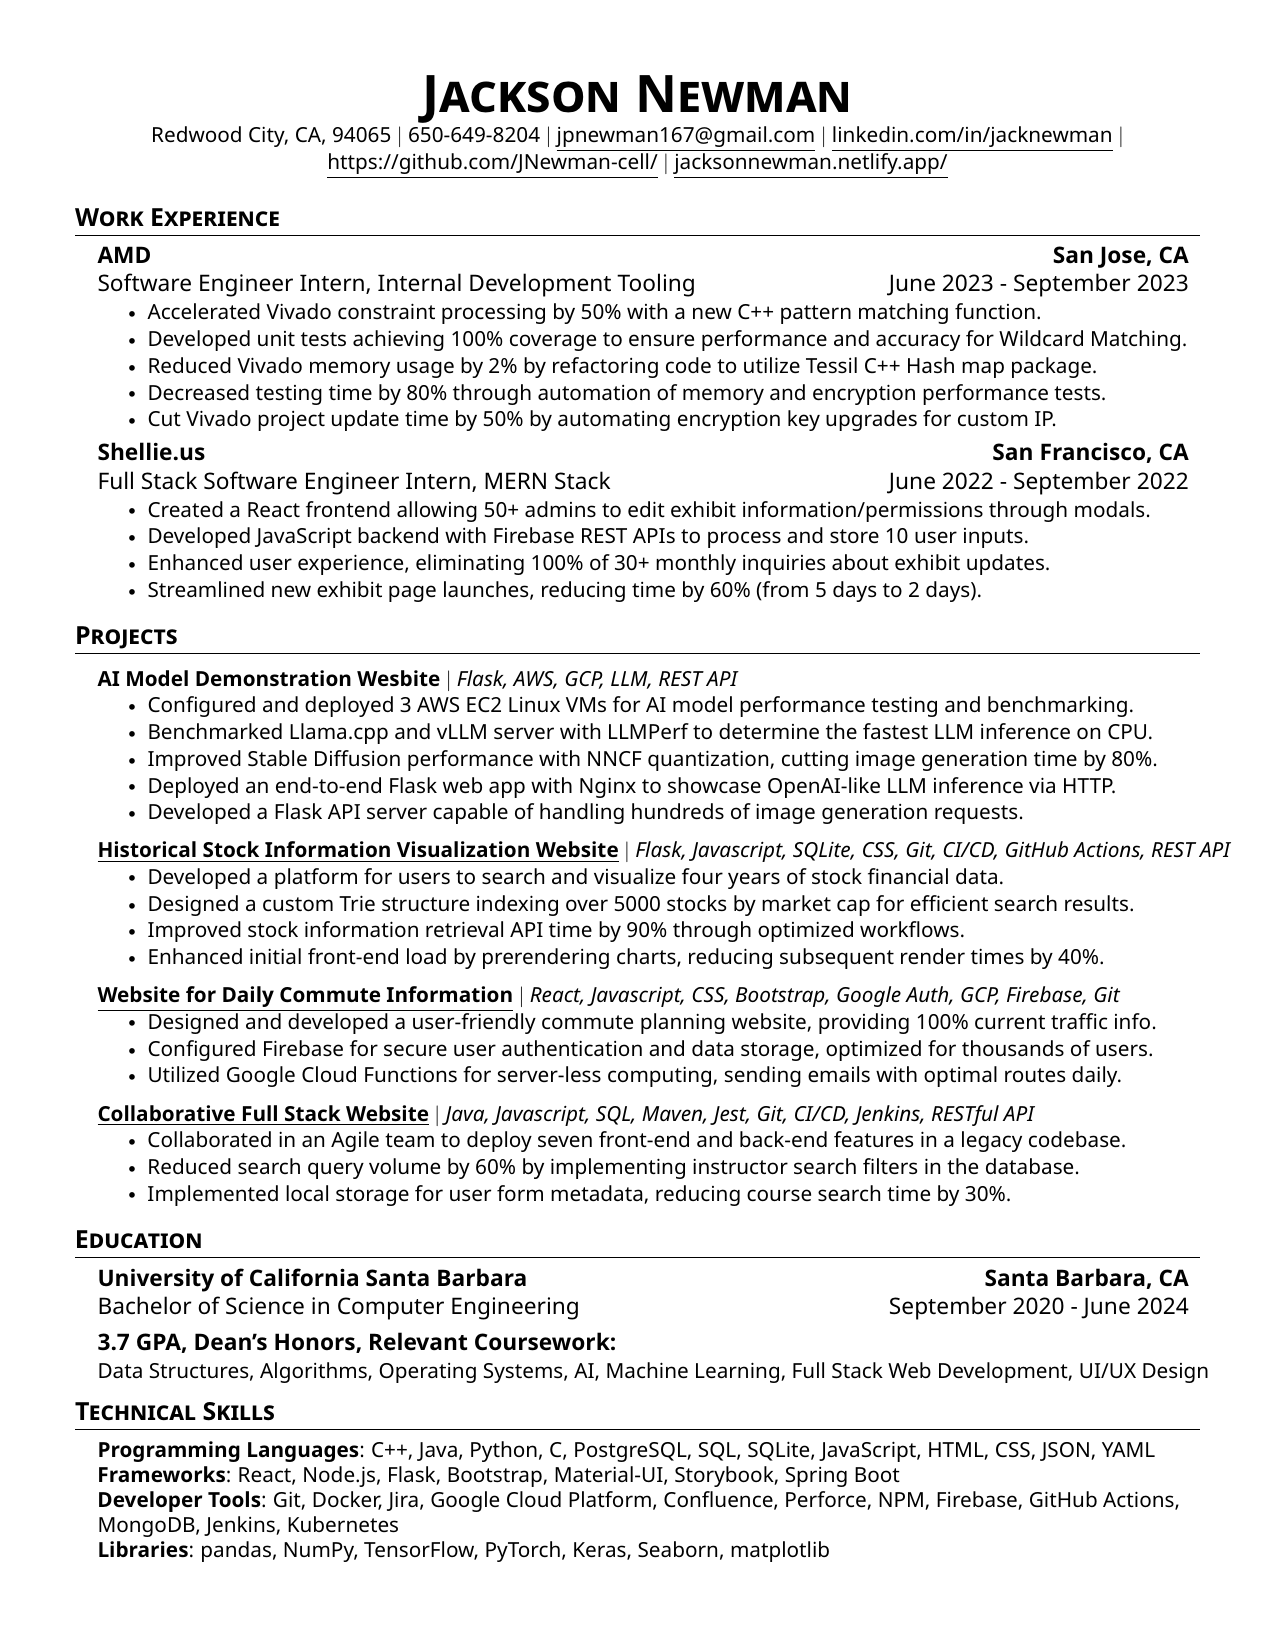 Jackson Newman
Redwood City, CA, 94065 | 650-649-8204 | jpnewman167@gmail.com | linkedin.com/in/jacknewman |
https://github.com/JNewman-cell/ | jacksonnewman.netlify.app/
Work Experience
AMD San Jose, CA
Software Engineer Intern, Internal Development Tooling June 2023 - September 2023
• Accelerated Vivado constraint processing by 50% with a new C++ pattern matching function.
• Developed unit tests achieving 100% coverage to ensure performance and accuracy for Wildcard Matching.
• Reduced Vivado memory usage by 2% by refactoring code to utilize Tessil C++ Hash map package.
• Decreased testing time by 80% through automation of memory and encryption performance tests.
• Cut Vivado project update time by 50% by automating encryption key upgrades for custom IP.
Shellie.us San Francisco, CA
Full Stack Software Engineer Intern, MERN Stack June 2022 - September 2022
• Created a React frontend allowing 50+ admins to edit exhibit information/permissions through modals.
• Developed JavaScript backend with Firebase REST APIs to process and store 10 user inputs.
• Enhanced user experience, eliminating 100% of 30+ monthly inquiries about exhibit updates.
• Streamlined new exhibit page launches, reducing time by 60% (from 5 days to 2 days).
Projects
AI Model Demonstration Wesbite | Flask, AWS, GCP, LLM, REST API
• Configured and deployed 3 AWS EC2 Linux VMs for AI model performance testing and benchmarking.
• Benchmarked Llama.cpp and vLLM server with LLMPerf to determine the fastest LLM inference on CPU.
• Improved Stable Diffusion performance with NNCF quantization, cutting image generation time by 80%.
• Deployed an end-to-end Flask web app with Nginx to showcase OpenAI-like LLM inference via HTTP.
• Developed a Flask API server capable of handling hundreds of image generation requests.
Historical Stock Information Visualization Website | Flask, Javascript, SQLite, CSS, Git, CI/CD, GitHub Actions, REST API
• Developed a platform for users to search and visualize four years of stock financial data.
• Designed a custom Trie structure indexing over 5000 stocks by market cap for efficient search results.
• Improved stock information retrieval API time by 90% through optimized workflows.
• Enhanced initial front-end load by prerendering charts, reducing subsequent render times by 40%.
Website for Daily Commute Information | React, Javascript, CSS, Bootstrap, Google Auth, GCP, Firebase, Git
• Designed and developed a user-friendly commute planning website, providing 100% current traffic info.
• Configured Firebase for secure user authentication and data storage, optimized for thousands of users.
• Utilized Google Cloud Functions for server-less computing, sending emails with optimal routes daily.
Collaborative Full Stack Website | Java, Javascript, SQL, Maven, Jest, Git, CI/CD, Jenkins, RESTful API
• Collaborated in an Agile team to deploy seven front-end and back-end features in a legacy codebase.
• Reduced search query volume by 60% by implementing instructor search filters in the database.
• Implemented local storage for user form metadata, reducing course search time by 30%.
Education
University of California Santa Barbara Santa Barbara, CA
Bachelor of Science in Computer Engineering September 2020 - June 2024
3.7 GPA, Dean’s Honors, Relevant Coursework:
Data Structures, Algorithms, Operating Systems, AI, Machine Learning, Full Stack Web Development, UI/UX Design
Technical Skills
Programming Languages: C++, Java, Python, C, PostgreSQL, SQL, SQLite, JavaScript, HTML, CSS, JSON, YAML
Frameworks: React, Node.js, Flask, Bootstrap, Material-UI, Storybook, Spring Boot
Developer Tools: Git, Docker, Jira, Google Cloud Platform, Confluence, Perforce, NPM, Firebase, GitHub Actions,
MongoDB, Jenkins, Kubernetes
Libraries: pandas, NumPy, TensorFlow, PyTorch, Keras, Seaborn, matplotlib